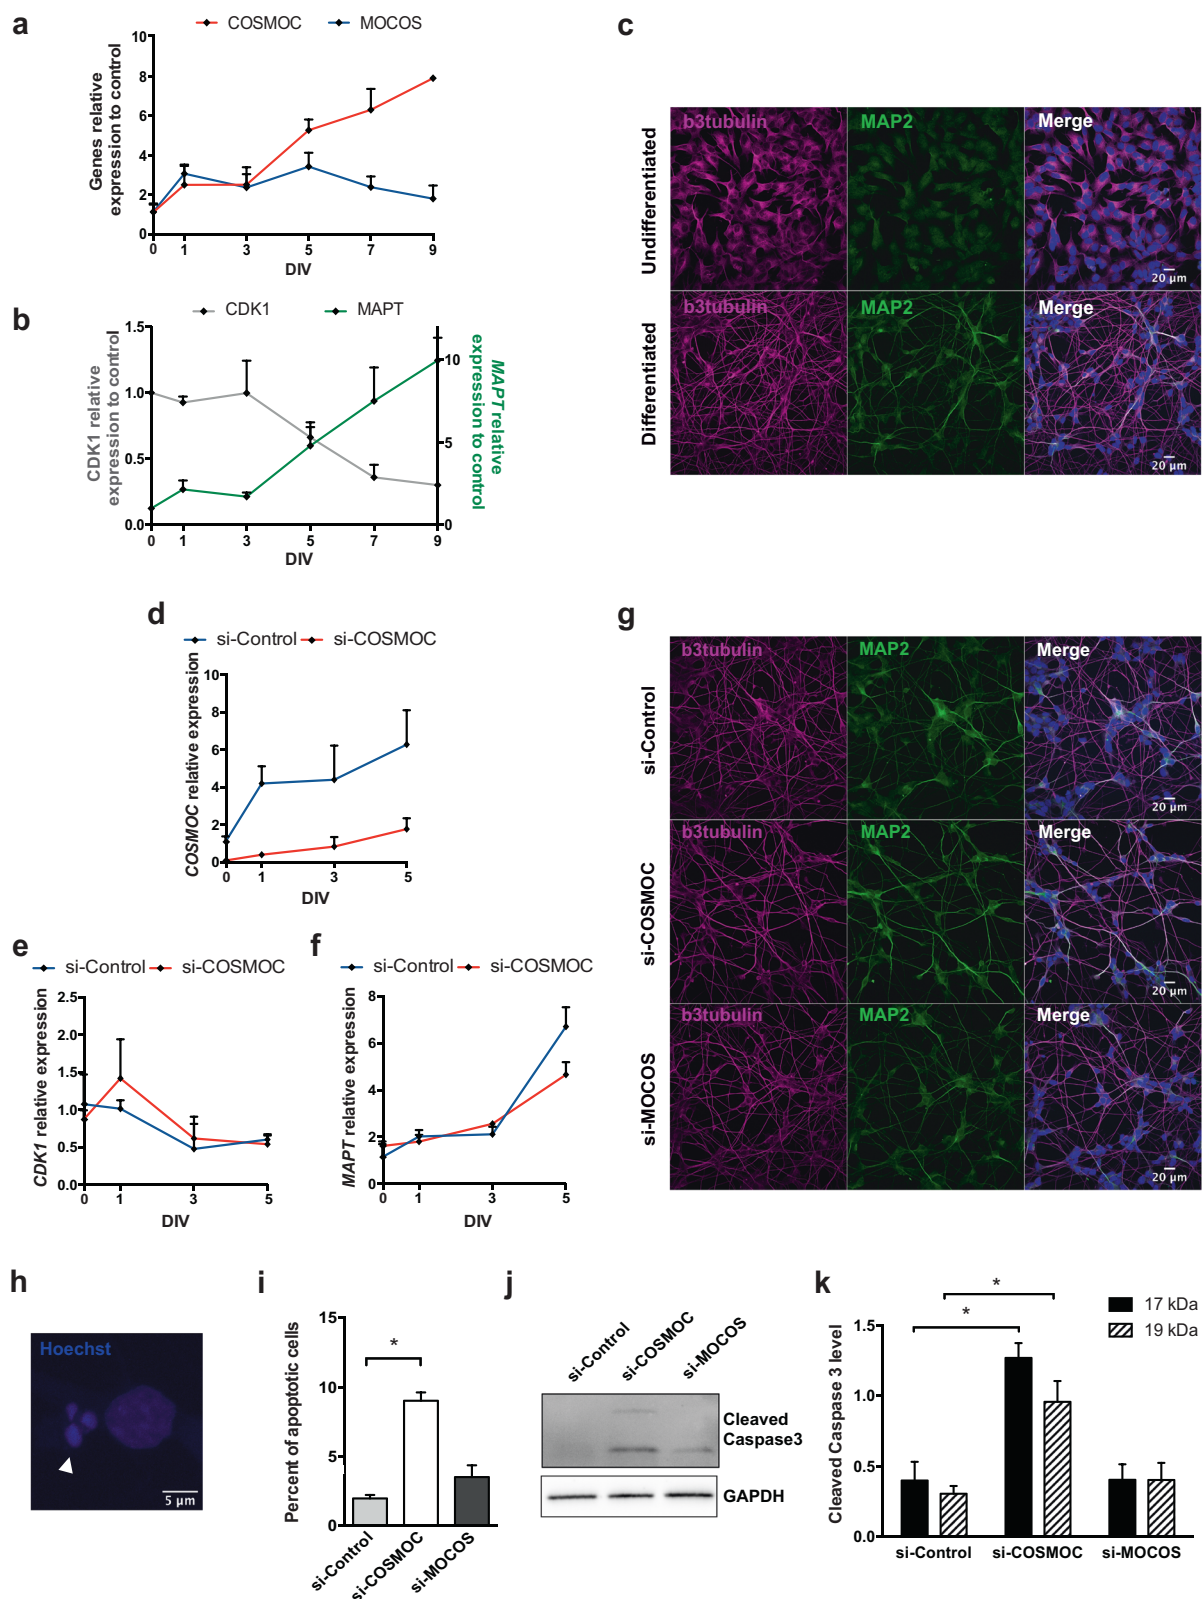 a
COSMOC MOCOS
Genes relative
expression to control
10
8
6
4
2
0
0 1 3 5 7 9
DIV
b
CDK1 MAPT
CDK1 relative
expression to control
1.5
1.0
0.5
0.0
10
5
0
MAPT relative
expression to control
0 1 3 5 7 9
DIV
c
Undifferentiated
b3tubulin MAP2 Merge
20 µm
Differentiated
b3tubulin MAP2 Merge
20 µm
d
si-Control si-COSMOC
COSMOC relative expression
10
8
6
4
2
0
0 1 3 5
DIV
e
si-Control si-COSMOC
CDK1 relative expression
2.5
2.0
1.5
1.0
0.5
0.0
0 1 3 5
DIV
f
si-Control si-COSMOC
MAPT relative expression
8
6
4
2
0
0 1 3 5
DIV
g
si-Control
b3tubulin MAP2 Merge
20 µm
si-COSMOC
b3tubulin MAP2 Merge
20 µm
si-MOCOS
b3tubulin MAP2 Merge
20 µm
h
Hoechst
5 µm
i
Percent of apoptotic cells
15
10
5
0
*
si-Control si-COSMOC si-MOCOS
j
si-Control si-COSMOC si-MOCOS
Cleaved
Caspase3
GAPDH
k
17 kDa
19 kDa
Cleaved Caspase 3 level
1.5
1.0
0.5
0.0
*
*
si-Control si-COSMOC si-MOCOS